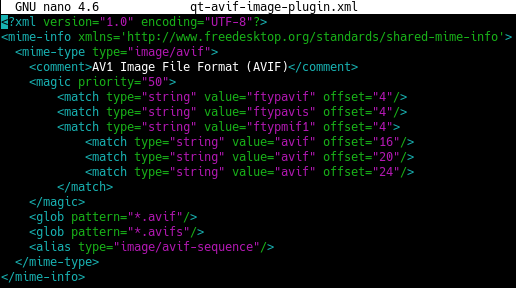 GNU nano 4.6 qt-avif-image-plugin.xml
<?xml version="1.0" encoding="UTF-8"?>
<mime-info xmlns='http://www.freedesktop.org/standards/shared-mime-info'>
  <mime-type type="image/avif">
    <comment>AV1 Image File Format (AVIF)</comment>
    <magic priority="50">
        <match type="string" value="ftypavif" offset="4"/>
        <match type="string" value="ftypavis" offset="4"/>
        <match type="string" value="ftypmif1" offset="4">
            <match type="string" value="avif" offset="16"/>
            <match type="string" value="avif" offset="20"/>
            <match type="string" value="avif" offset="24"/>
        </match>
    </magic>
    <glob pattern="*.avif"/>
    <glob pattern="*.avifs"/>
    <alias type="image/avif-sequence"/>
  </mime-type>
</mime-info>